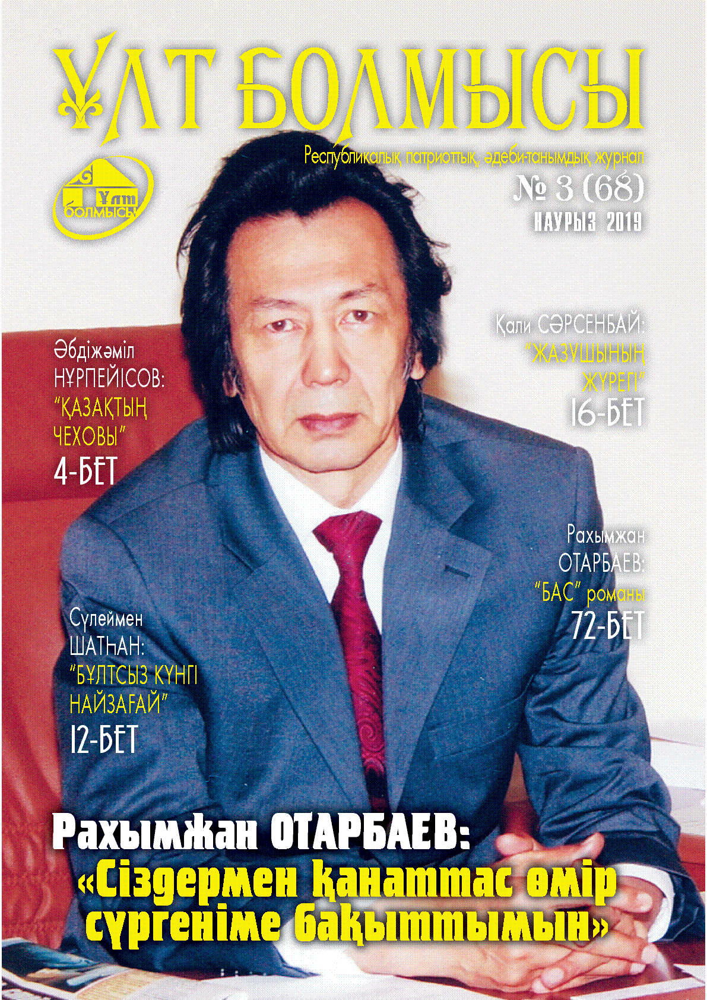 ҰЛТ БОЛМЫСЫ
Республикалық патриоттық, әдеби-танымдық журнал
№ 3 (68)
НАУРЫЗ 2019
Ұлт
болмысы
Әбдіжәміл
НҰРПЕЙІСОВ:
“ҚАЗАҚТЫҢ
ЧЕХОВЫ”
4-БЕТ
Қали СӘРСЕНБАЙ:
“ЖАЗУШЫНЫҢ
ЖҮРЕГІ”
16-БЕТ
Рахымжан
ОТАРБАЕВ:
“БАС” романы
72-БЕТ
Сүлеймен
ШАТҺАН:
“БҰЛТСЫЗ КҮНГІ
НАЙЗАҒАЙ”
12-БЕТ
Рахымжан ОТАРБАЕВ:
«Сіздермен қанаттас өмір
сүргеніме бақыттымын»